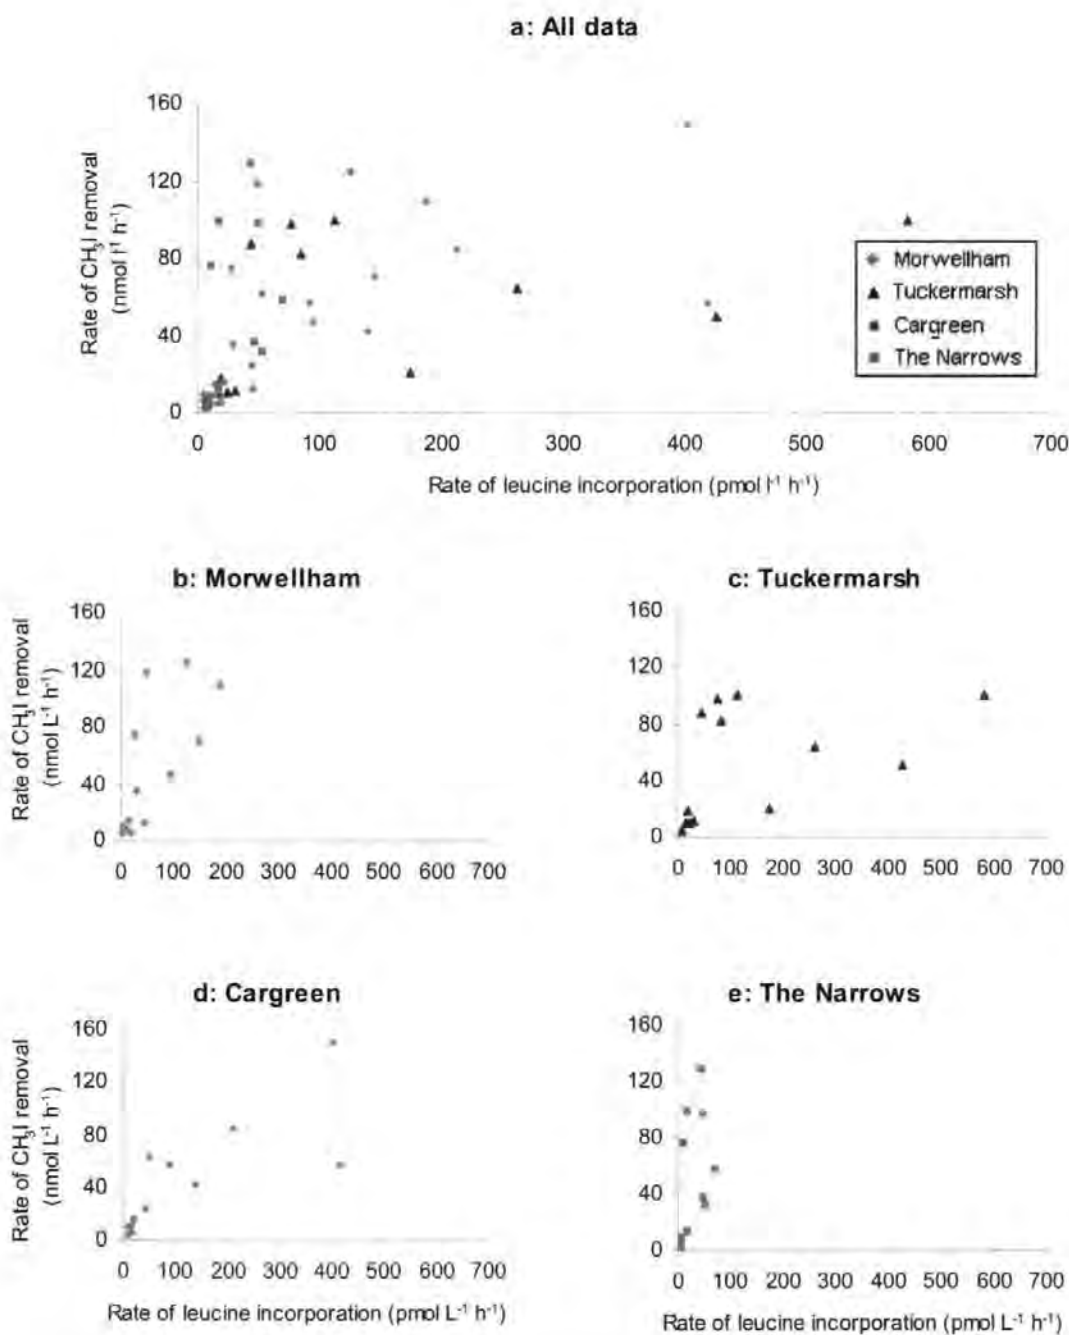 a: All data
160
120
80
40
0
Rate of CH3I removal
(nmol l-1 h-1)
0 100 200 300 400 500 600 700
Rate of leucine incorporation (pmol l-1 h-1)
Morwellham
Tuckermarsh
Cargreen
The Narrows
b: Morwellham
160
120
80
40
0
Rate of CH3I removal
(nmol L-1 h-1)
0 100 200 300 400 500 600 700
c: Tuckermarsh
160
120
80
40
0
0 100 200 300 400 500 600 700
d: Cargreen
160
120
80
40
0
Rate of CH3I removal
(nmol L-1 h-1)
0 100 200 300 400 500 600 700
Rate of leucine incorporation (pmol L-1 h-1)
e: The Narrows
160
120
80
40
0
0 100 200 300 400 500 600 700
Rate of leucine incorporation (pmol L-1 h-1)